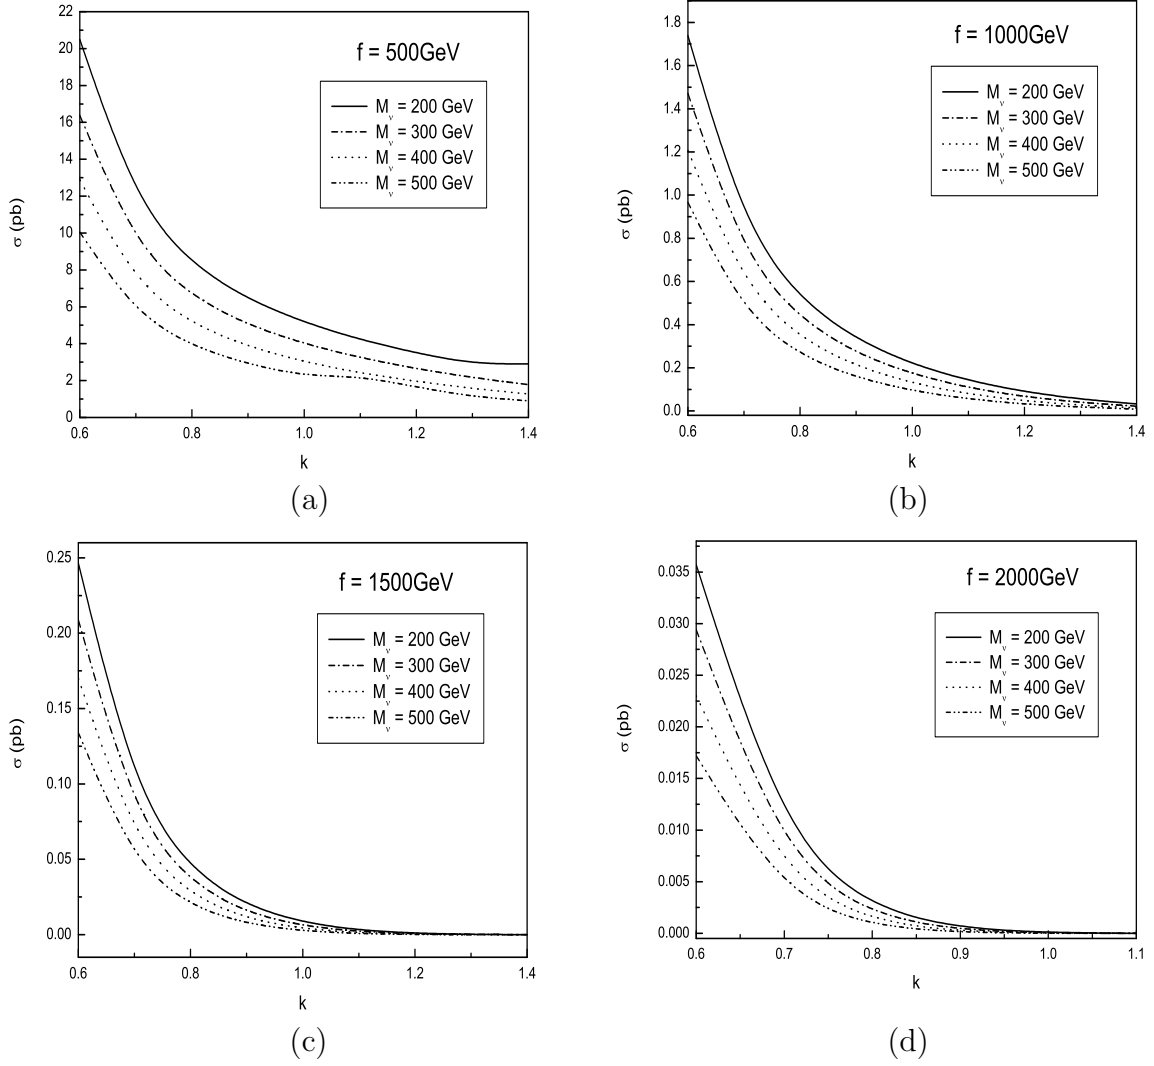 f = 500GeV
M_ν = 200 GeV
M_ν = 300 GeV
M_ν = 400 GeV
M_ν = 500 GeV
22
20
18
16
14
12
10
8
6
4
2
0
σ (pb)
0.6 0.8 1.0 1.2 1.4
k
(a)
f = 1000GeV
M_ν = 200 GeV
M_ν = 300 GeV
M_ν = 400 GeV
M_ν = 500 GeV
1.8
1.6
1.4
1.2
1.0
0.8
0.6
0.4
0.2
0.0
σ (pb)
0.6 0.8 1.0 1.2 1.4
k
(b)
f = 1500GeV
M_ν = 200 GeV
M_ν = 300 GeV
M_ν = 400 GeV
M_ν = 500 GeV
0.25
0.20
0.15
0.10
0.05
0.00
σ (pb)
0.6 0.8 1.0 1.2 1.4
k
(c)
f = 2000GeV
M_ν = 200 GeV
M_ν = 300 GeV
M_ν = 400 GeV
M_ν = 500 GeV
0.035
0.030
0.025
0.020
0.015
0.010
0.005
0.000
σ (pb)
0.6 0.7 0.8 0.9 1.0 1.1
k
(d)